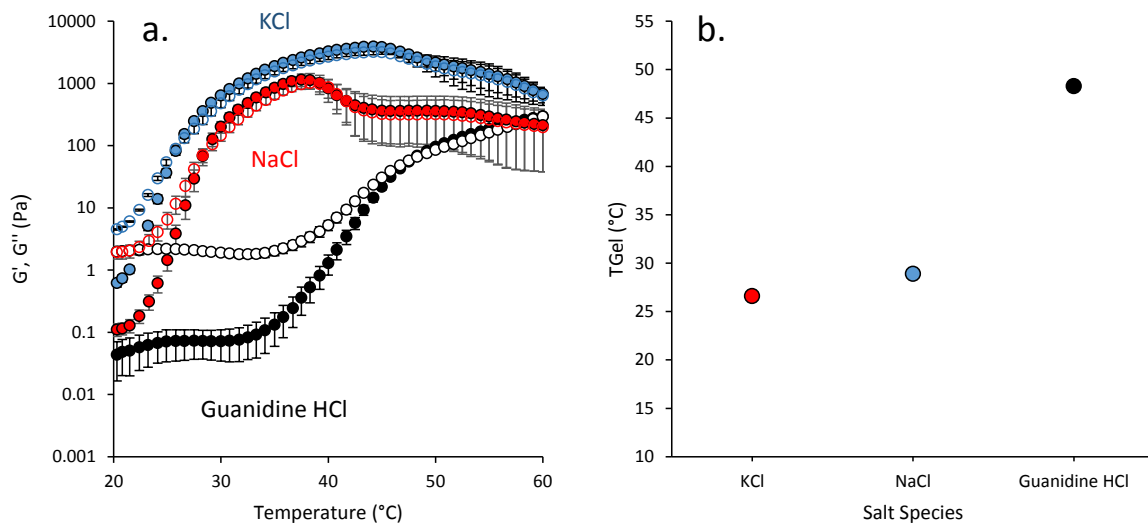 a.
KCl
NaCl
Guanidine HCl
G', G'' (Pa)
10000
1000
100
10
1
0.1
0.01
0.001
20
30
40
50
60
Temperature (°C)
b.
TGel (°C)
55
50
45
40
35
30
25
20
15
10
KCl
NaCl
Guanidine HCl
Salt Species